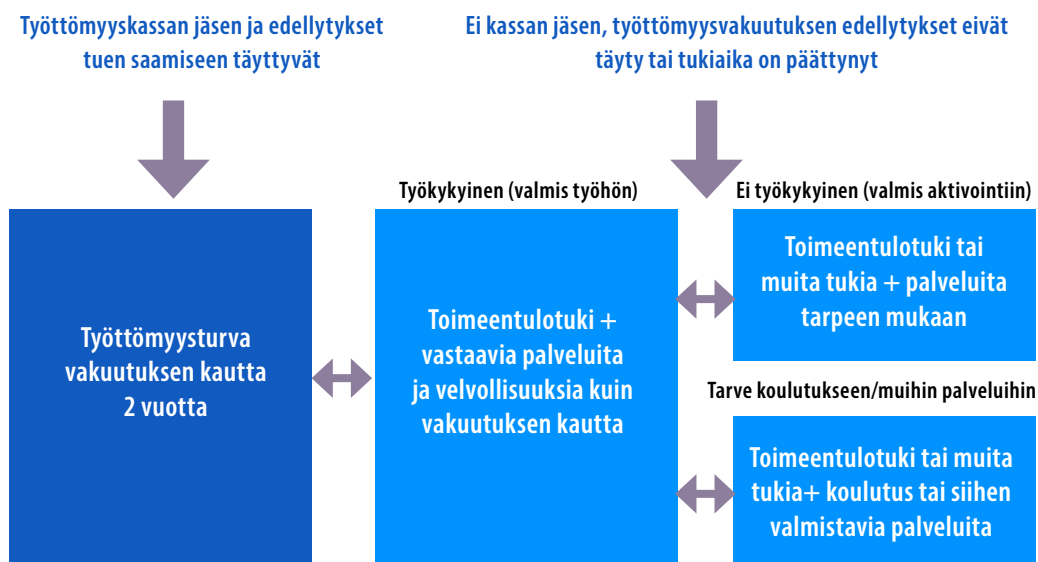 Työttömyyskassan jäsen ja edellytykset
tuen saamiseen täyttyvät
Ei kassan jäsen, työttömyysvakuutuksen edellytykset eivät
täyty tai tukiaika on päättynyt
Työttömyysturva
vakuutuksen kautta
2 vuotta
Työkykyinen (valmis työhön)
Toimeentulotuki +
vastaavia palveluita
ja velvollisuuksia kuin
vakuutuksen kautta
Ei työkykyinen (valmis aktivointiin)
Toimeentulotuki tai
muita tukia + palveluita
tarpeen mukaan
Tarve koulutukseen/muihin palveluihin
Toimeentulotuki tai muita
tukia+ koulutus tai siihen
valmistavia palveluita